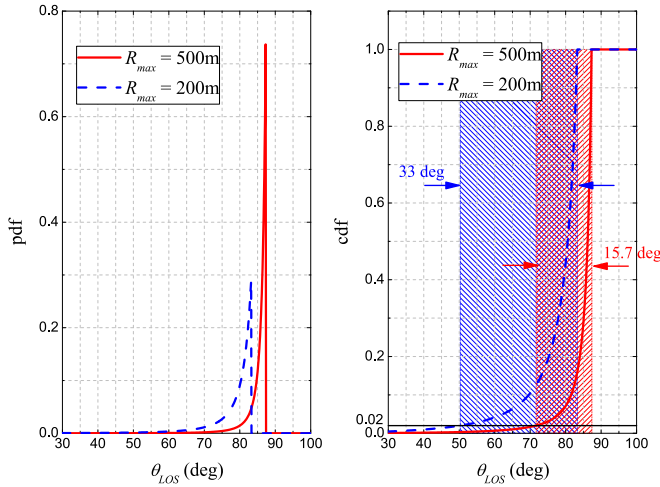 R_max = 500m
R_max = 200m
0.8
0.6
0.4
0.2
0.0
pdf
30 40 50 60 70 80 90 100
θ_LOS (deg)
R_max = 500m
R_max = 200m
1.0
0.8
0.6
0.4
0.2
0.02
0.0
cdf
33 deg
15.7 deg
30 40 50 60 70 80 90 100
θ_LOS (deg)